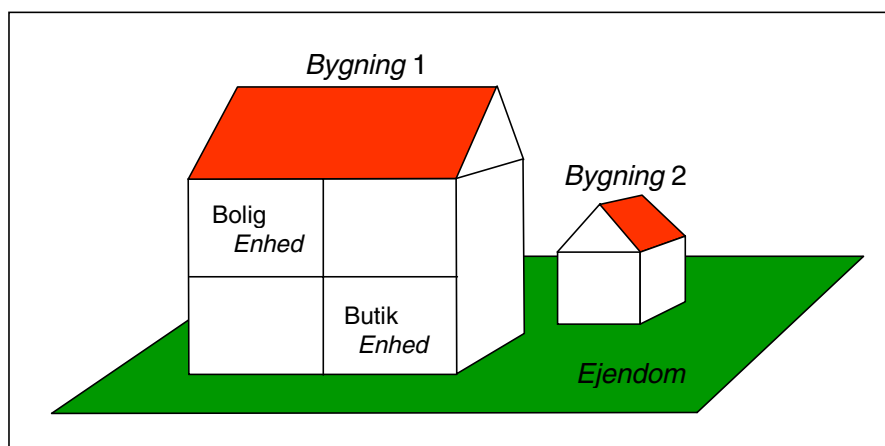 Bygning 1
Bygning 2
Bolig
Enhed
Butik
Enhed
Ejendom